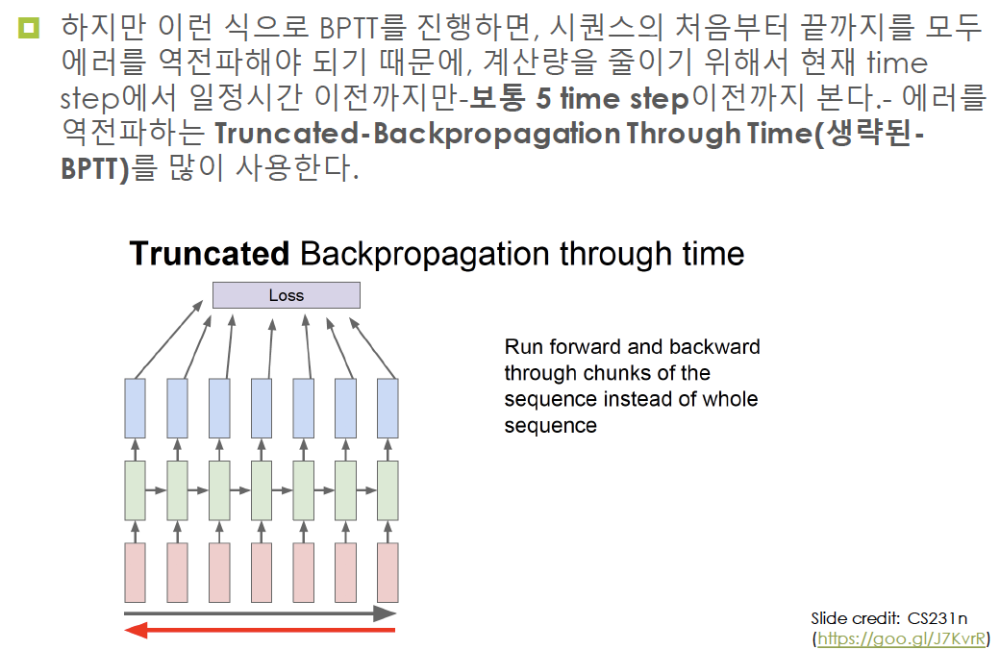 하지만 이런 식으로 BPTT를 진행하면, 시퀀스의 처음부터 끝까지를 모두
에러를 역전파해야 되기 때문에, 계산량을 줄이기 위해서 현재 time
step에서 일정시간 이전까지만-보통 5 time step이전까지 본다.- 에러를
역전파하는 Truncated-Backpropagation Through Time(생략된-
BPTT)를 많이 사용한다.
Truncated Backpropagation through time
Loss
Run forward and backward
through chunks of the
sequence instead of whole
sequence
Slide credit: CS231n
(https://goo.gl/J7KvrR)